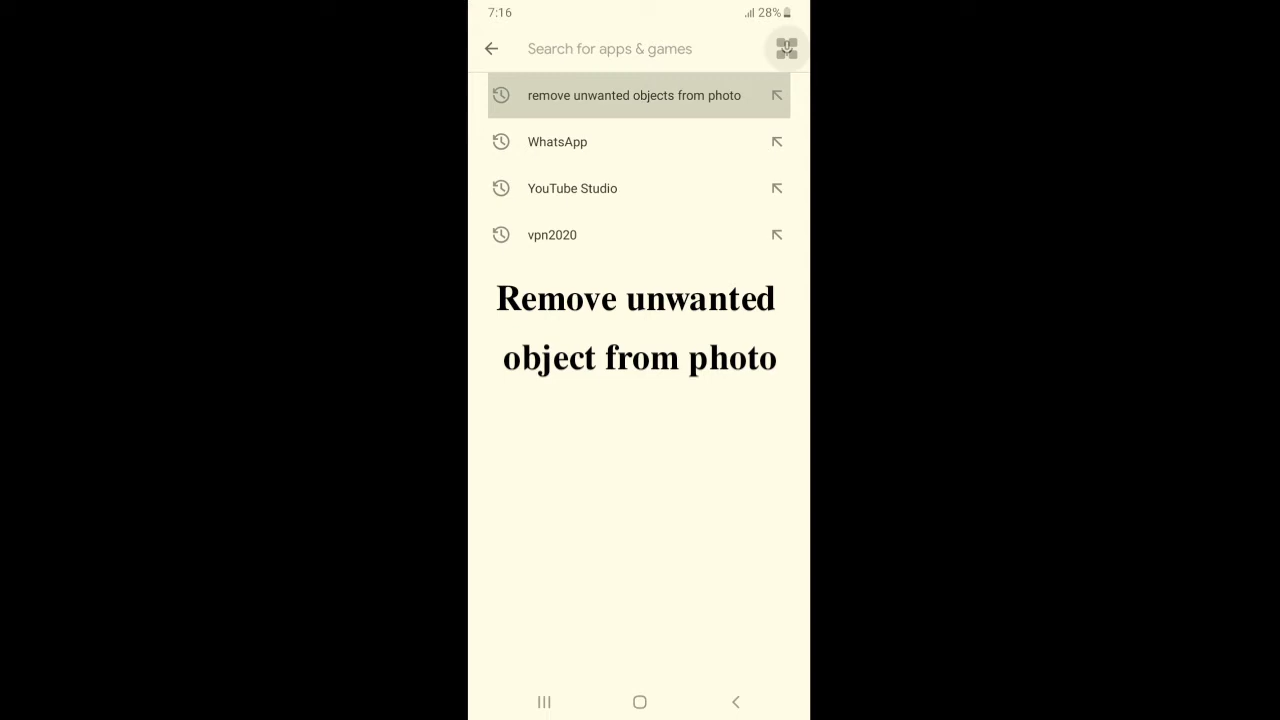 7:16
28%
Search for apps & games
remove unwanted objects from photo
WhatsApp
YouTube Studio
vpn2020
Remove unwanted
object from photo